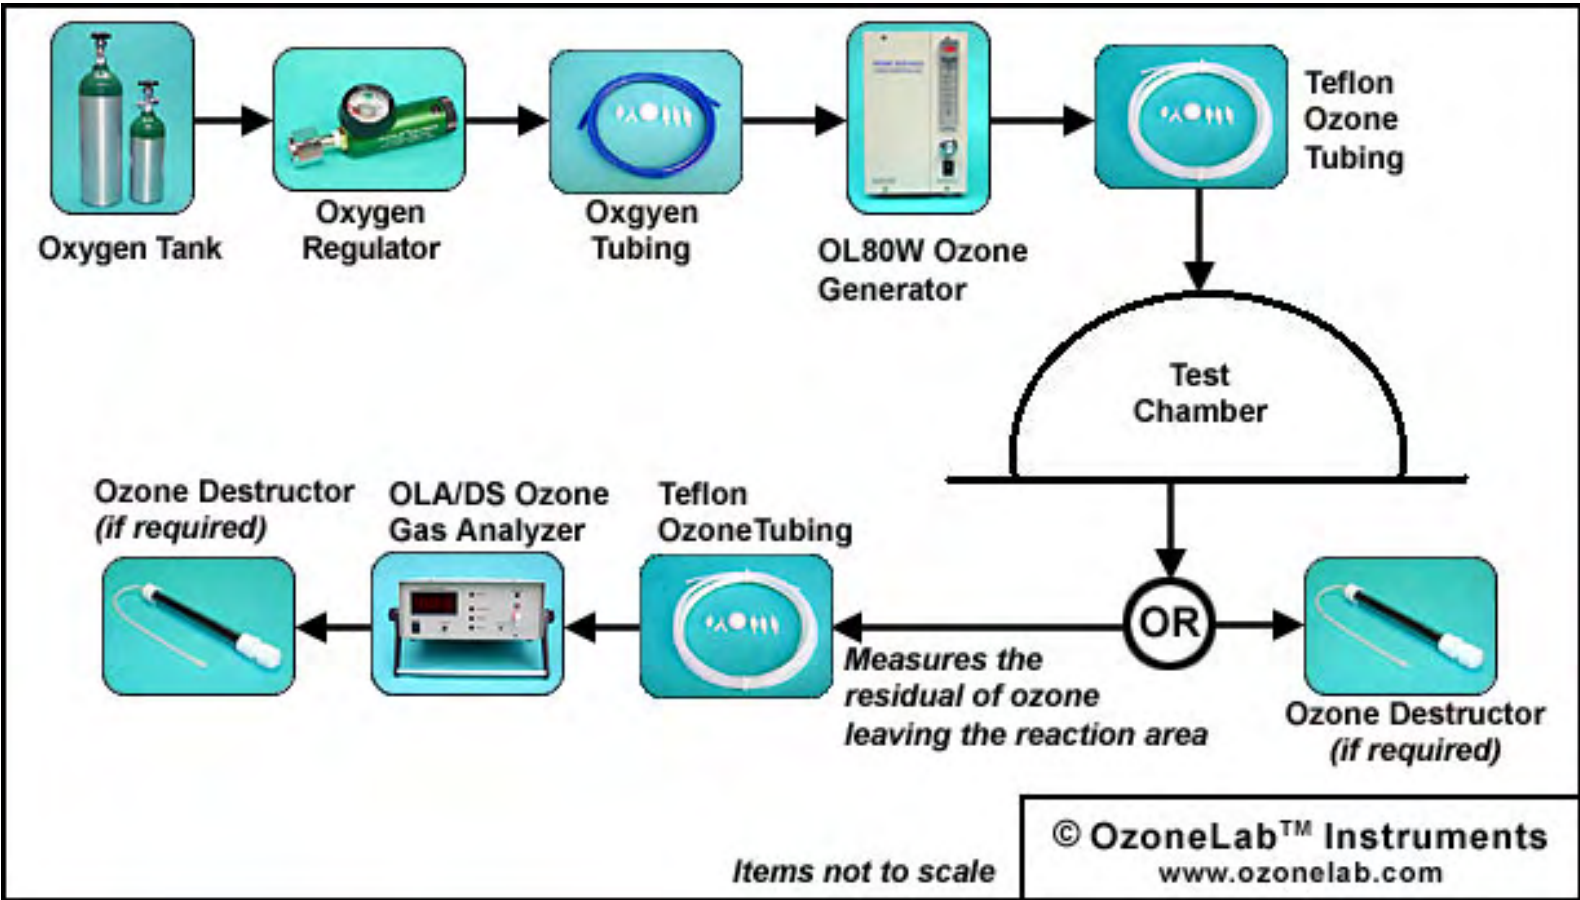 Oxygen Tank
Oxygen
Regulator
Oxgyen
Tubing
OL80W Ozone
Generator
Teflon
Ozone
Tubing
Test
Chamber
OR
Ozone Destructor
(if required)
Measures the
residual of ozone
leaving the reaction area
Teflon
OzoneTubing
OLA/DS Ozone
Gas Analyzer
Ozone Destructor
(if required)
Items not to scale
© OzoneLab™ Instruments
www.ozonelab.com